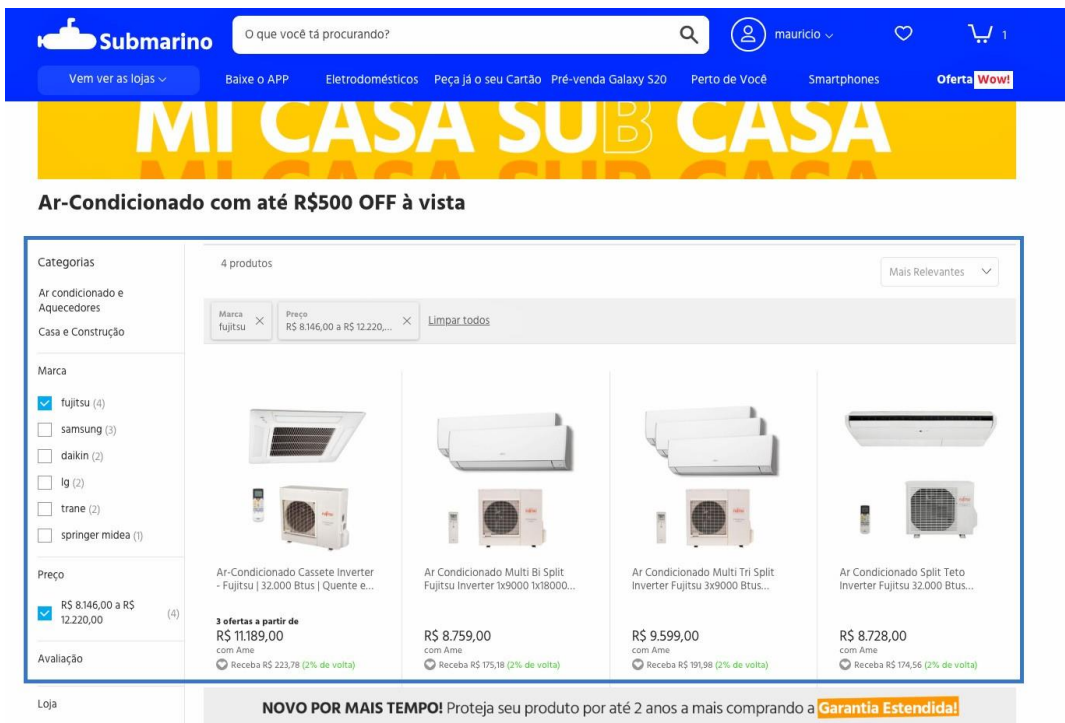 Submarino
O que você tá procurando?
mauricio
1
Vem ver as lojas
Baixe o APP
Eletrodomésticos
Peça já o seu Cartão
Pré-venda Galaxy S20
Perto de Você
Smartphones
Oferta Wow!
MI CASA SUB CASA
MI CASA SUB CASA
Ar-Condicionado com até R$500 OFF à vista
Categorias
Ar condicionado e
Aquecedores
Casa e Construção
Marca
fujitsu (4)
samsung (3)
daikin (2)
lg (2)
trane (2)
springer midea (1)
Preço
R$ 8.146,00 a R$
12.220,00
(4)
Avaliação
Loja
4 produtos
Mais Relevantes
Marca
fujitsu
Preço
R$ 8.146,00 a R$ 12.220,...
Limpar todos
Ar-Condicionado Cassete Inverter
- Fujitsu | 32.000 Btus | Quente e...
3 ofertas a partir de
R$ 11.189,00
com Ame
Receba R$ 223,78 (2% de volta)
Ar Condicionado Multi Bi Split
Fujitsu Inverter 1x9000 1x18000...
R$ 8.759,00
com Ame
Receba R$ 175,18 (2% de volta)
Ar Condicionado Multi Tri Split
Inverter Fujitsu 3x9000 Btus...
R$ 9.599,00
com Ame
Receba R$ 191,98 (2% de volta)
Ar Condicionado Split Teto
Inverter Fujitsu 32.000 Btus...
R$ 8.728,00
com Ame
Receba R$ 174,56 (2% de volta)
NOVO POR MAIS TEMPO! Proteja seu produto por até 2 anos a mais comprando a Garantia Estendida!